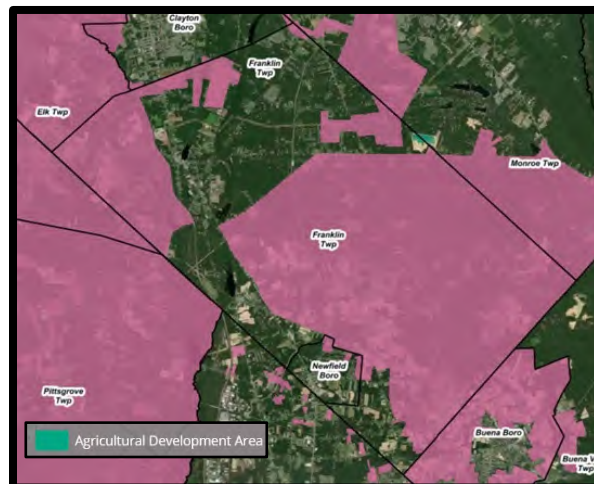 Clayton
Boro
Franklin
Twp
Elk Twp
Monroe Twp
Franklin
Twp
Newfield
Boro
Pittsgrove
Twp
Buena Boro
Buena V
Twp
Agricultural Development Area